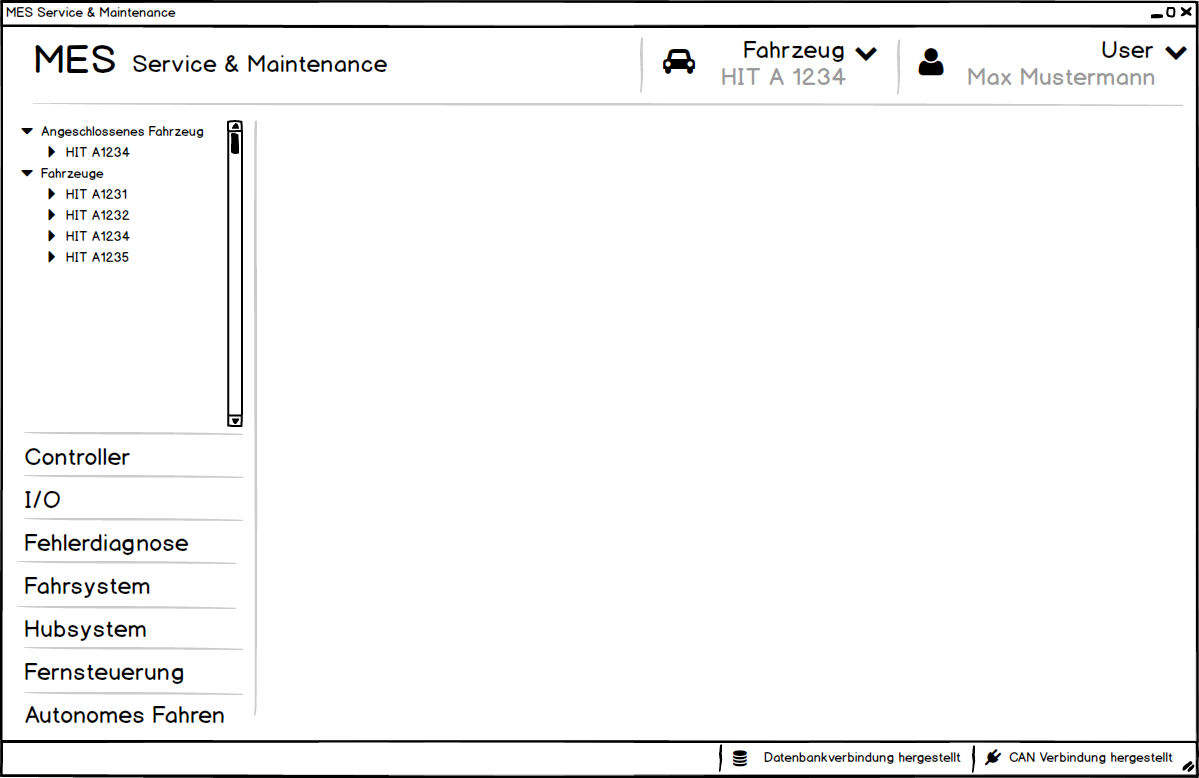 MES Service & Maintenance
MES Service & Maintenance
Fahrzeug
HIT A 1234
User
Max Mustermann
Angeschlossenes Fahrzeug
HIT A1234
Fahrzeuge
HIT A1231
HIT A1232
HIT A1234
HIT A1235
Controller
I/O
Fehlerdiagnose
Fahrsystem
Hubsystem
Fernsteuerung
Autonomes Fahren
Datenbankverbindung hergestellt
CAN Verbindung hergestellt